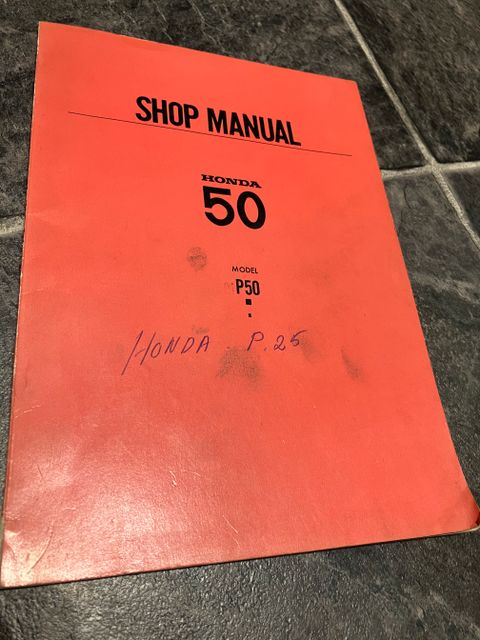 SHOP MANUAL
HONDA
50
MODEL
P50
HONDA . P.25